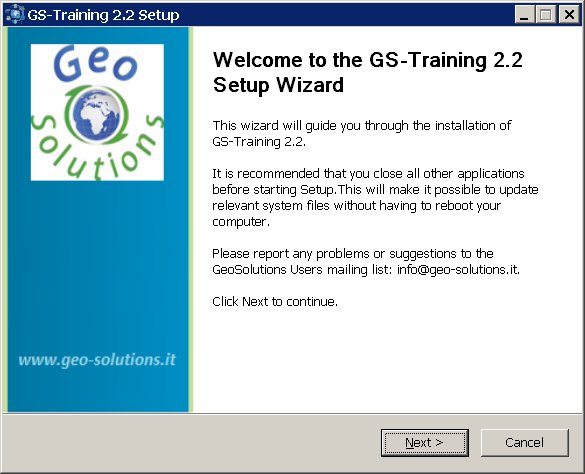 GS-Training 2.2 Setup
Geo
Solutions
www.geo-solutions.it
Welcome to the GS-Training 2.2
Setup Wizard
This wizard will guide you through the installation of
GS-Training 2.2.
It is recommended that you close all other applications
before starting Setup.This will make it possible to update
relevant system files without having to reboot your
computer.
Please report any problems or suggestions to the
GeoSolutions Users mailing list: info@geo-solutions.it.
Click Next to continue.
Next >
Cancel